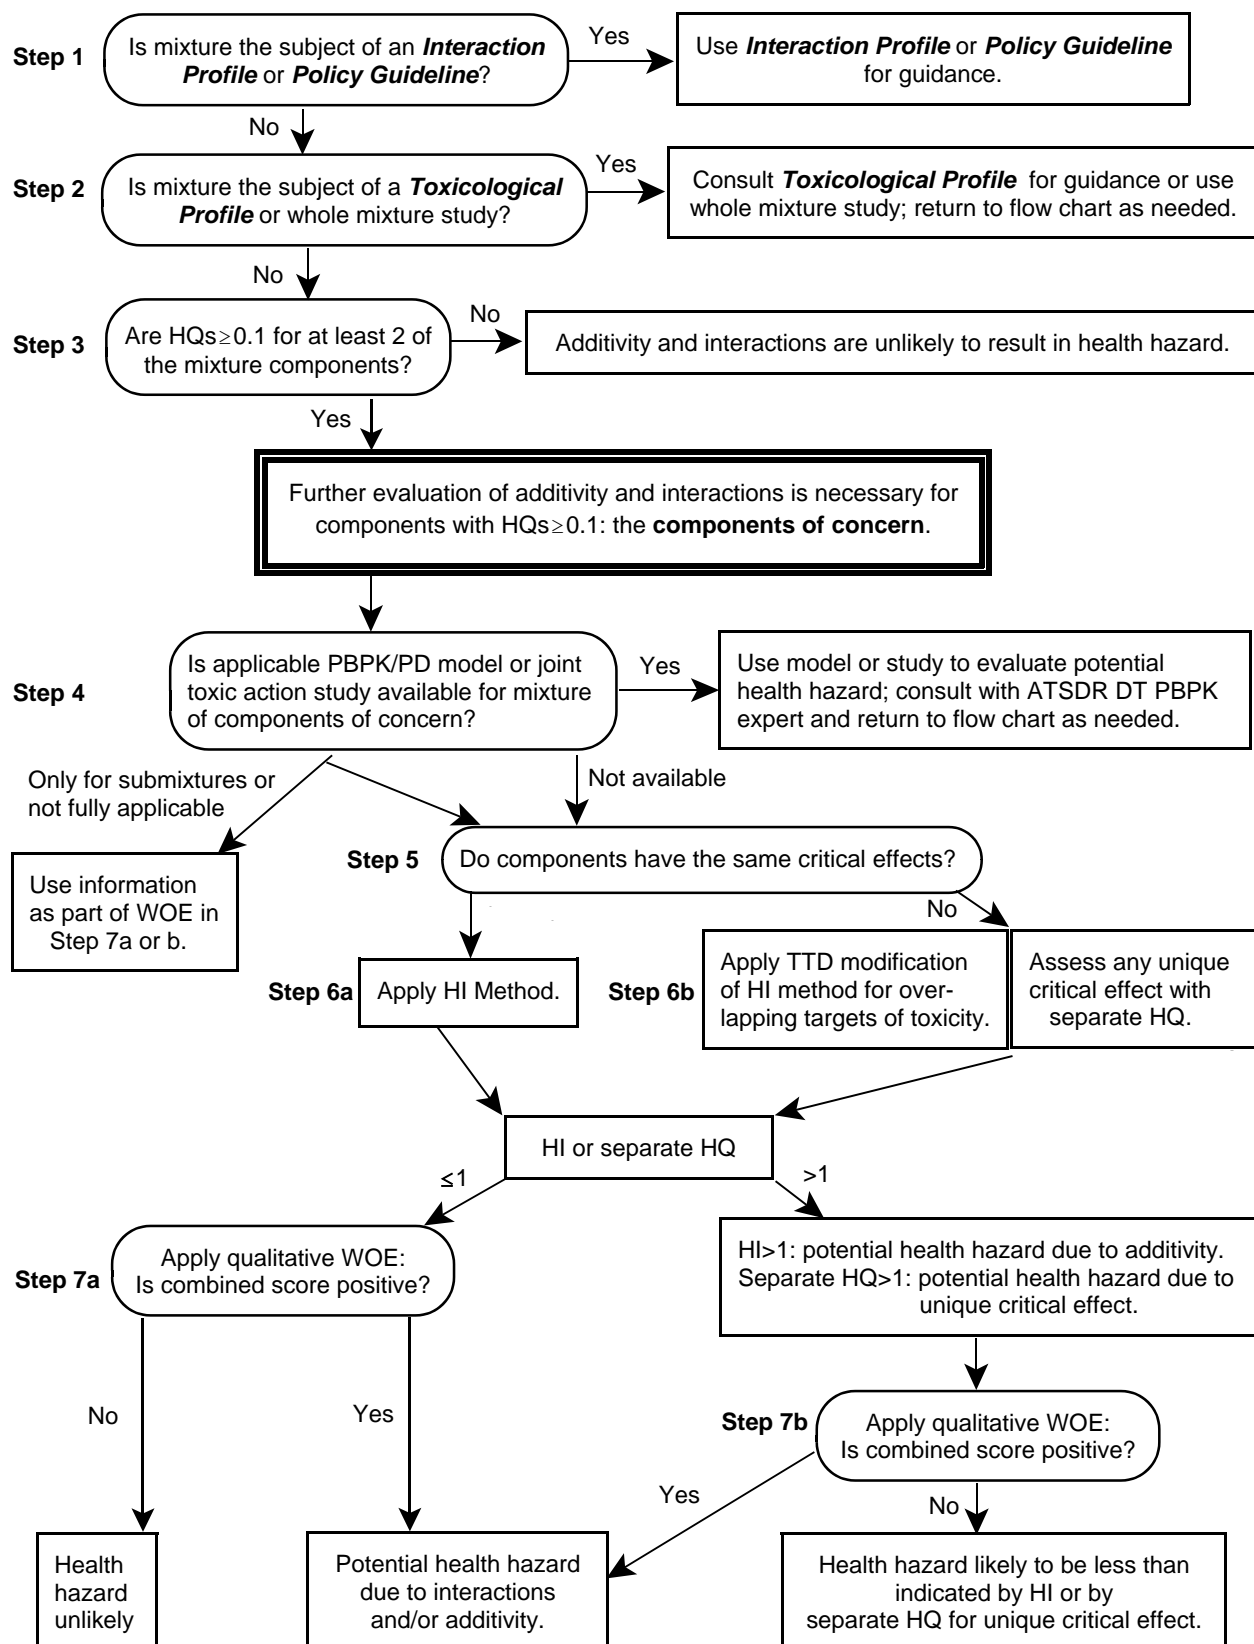 Step 1
Is mixture the subject of an Interaction
Profile or Policy Guideline?
Yes
Use Interaction Profile or Policy Guideline
for guidance.
No
Step 2
Is mixture the subject of a Toxicological
Profile or whole mixture study?
Yes
Consult Toxicological Profile for guidance or use
whole mixture study; return to flow chart as needed.
No
Step 3
Are HQs≥0.1 for at least 2 of
the mixture components?
No
Additivity and interactions are unlikely to result in health hazard.
Yes
Further evaluation of additivity and interactions is necessary for
components with HQs≥0.1: the components of concern.
Step 4
Is applicable PBPK/PD model or joint
toxic action study available for mixture
of components of concern?
Yes
Use model or study to evaluate potential
health hazard; consult with ATSDR DT PBPK
expert and return to flow chart as needed.
Only for submixtures or
not fully applicable
Not available
Use information
as part of WOE in
Step 7a or b.
Step 5
Do components have the same critical effects?
No
Step 6a
Apply HI Method.
Step 6b
Apply TTD modification
of HI method for over-
lapping targets of toxicity.
Assess any unique
critical effect with
separate HQ.
HI or separate HQ
≤1
>1
Step 7a
Apply qualitative WOE:
Is combined score positive?
HI>1: potential health hazard due to additivity.
Separate HQ>1: potential health hazard due to
unique critical effect.
No
Yes
Step 7b
Apply qualitative WOE:
Is combined score positive?
Yes
No
Health
hazard
unlikely
Potential health hazard
due to interactions
and/or additivity.
Health hazard likely to be less than
indicated by HI or by
separate HQ for unique critical effect.